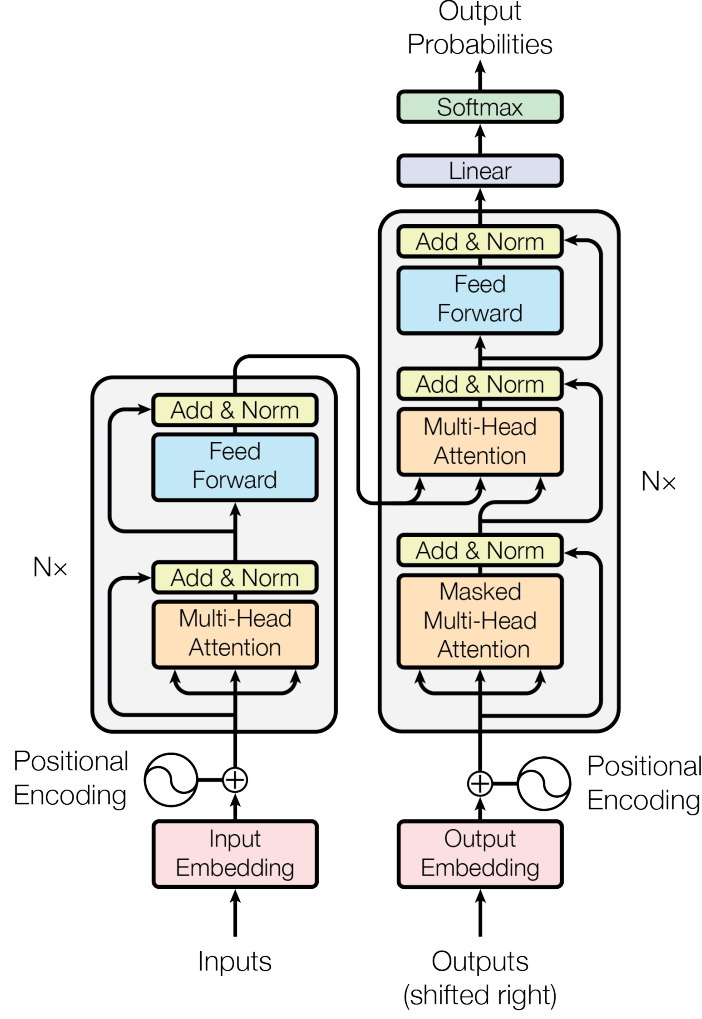 Output
Probabilities
Softmax
Linear
Add & Norm
Feed
Forward
Add & Norm
Multi-Head
Attention
Add & Norm
Masked
Multi-Head
Attention
N×
Add & Norm
Feed
Forward
Add & Norm
Multi-Head
Attention
N×
Positional
Encoding
Positional
Encoding
Input
Embedding
Output
Embedding
Inputs
Outputs
(shifted right)